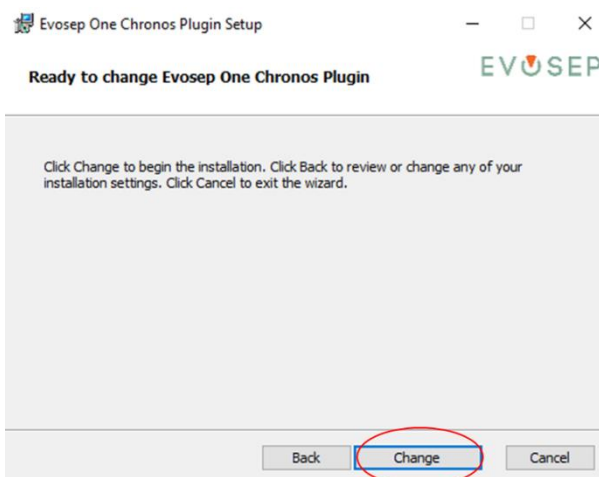 Evosep One Chronos Plugin Setup
Ready to change Evosep One Chronos Plugin
EVOSEP
Click Change to begin the installation. Click Back to review or change any of your
installation settings. Click Cancel to exit the wizard.
Back Change Cancel